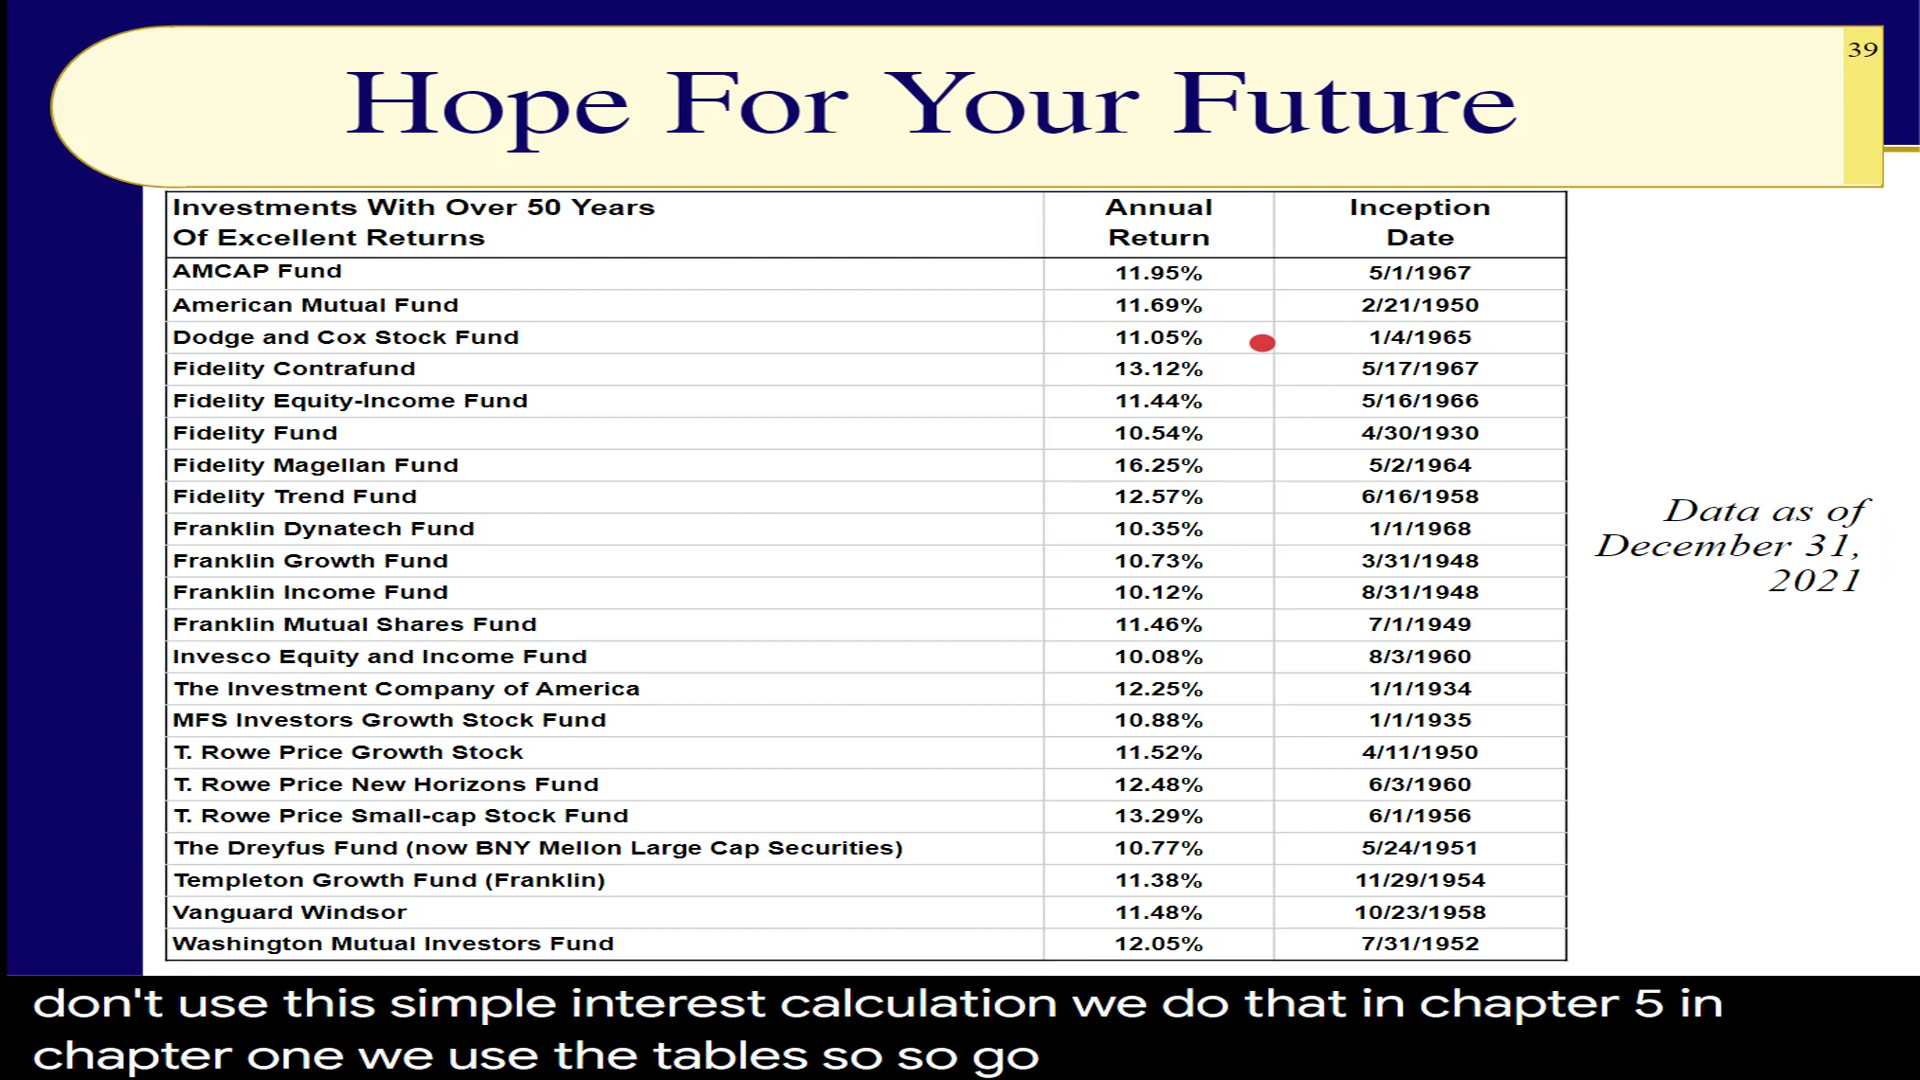 39
Hope For Your Future
Investments With Over 50 Years Of Excellent Returns Annual Return Inception Date
AMCAP Fund 11.95% 5/1/1967
American Mutual Fund 11.69% 2/21/1950
Dodge and Cox Stock Fund 11.05% 1/4/1965
Fidelity Contrafund 13.12% 5/17/1967
Fidelity Equity-Income Fund 11.44% 5/16/1966
Fidelity Fund 10.54% 4/30/1930
Fidelity Magellan Fund 16.25% 5/2/1964
Fidelity Trend Fund 12.57% 6/16/1958
Franklin Dynatech Fund 10.35% 1/1/1968
Franklin Growth Fund 10.73% 3/31/1948
Franklin Income Fund 10.12% 8/31/1948
Franklin Mutual Shares Fund 11.46% 7/1/1949
Invesco Equity and Income Fund 10.08% 8/3/1960
The Investment Company of America 12.25% 1/1/1934
MFS Investors Growth Stock Fund 10.88% 1/1/1935
T. Rowe Price Growth Stock 11.52% 4/11/1950
T. Rowe Price New Horizons Fund 12.48% 6/3/1960
T. Rowe Price Small-cap Stock Fund 13.29% 6/1/1956
The Dreyfus Fund (now BNY Mellon Large Cap Securities) 10.77% 5/24/1951
Templeton Growth Fund (Franklin) 11.38% 11/29/1954
Vanguard Windsor 11.48% 10/23/1958
Washington Mutual Investors Fund 12.05% 7/31/1952
Data as of
December 31,
2021
don't use this simple interest calculation we do that in chapter 5 in
chapter one we use the tables so so go